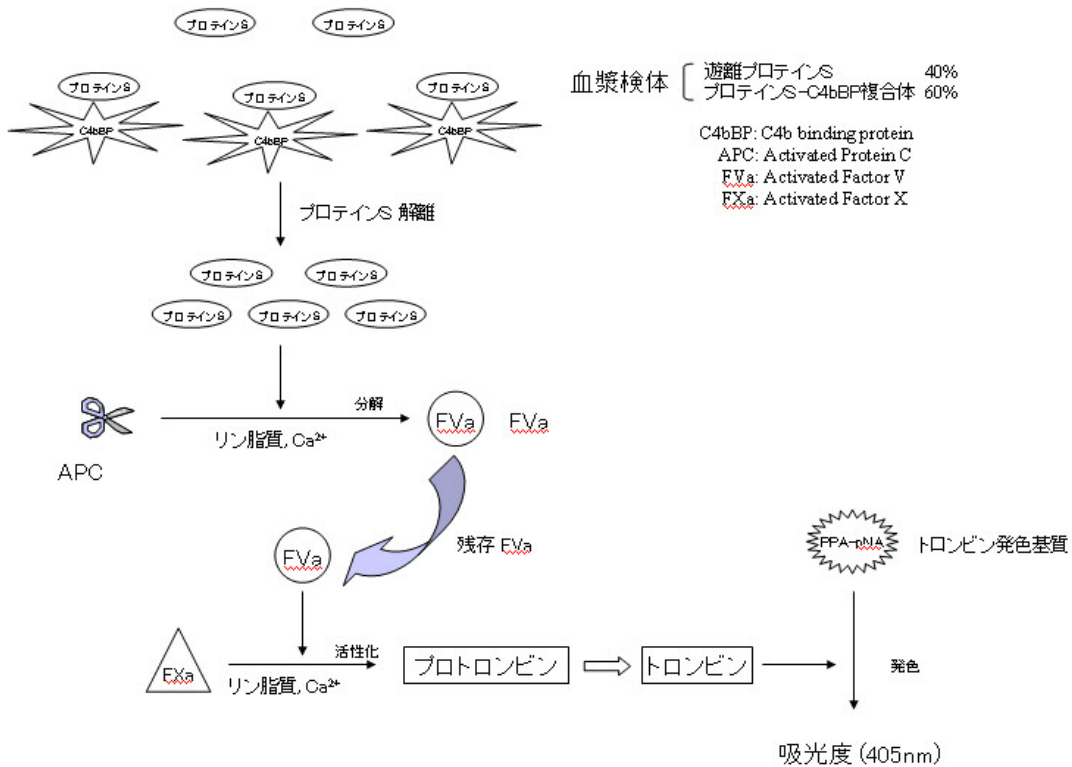 プロテインS
プロテインS
プロテインS
プロテインS
プロテインS
C4bBP
C4bBP
C4bBP
血漿検体
遊離プロテインS 40%
プロテインS-C4bBP複合体 60%
C4bBP: C4b binding protein
APC: Activated Protein C
FVa: Activated Factor V
FXa: Activated Factor X
プロテインS 解離
プロテインS
プロテインS
プロテインS
プロテインS
プロテインS
分解
リン脂質, Ca²⁺
APC
FVa
FVa
残存 FVa
FVa
PPA-pNA
トロンビン発色基質
FXa
活性化
リン脂質, Ca²⁺
プロトロンビン
トロンビン
発色
吸光度 (405nm)